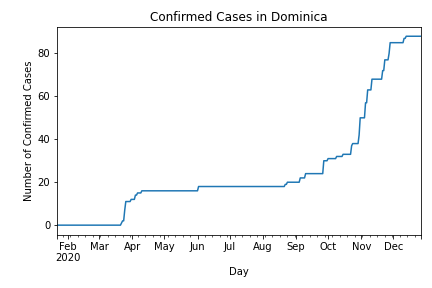 Confirmed Cases in Dominica
Number of Confirmed Cases
80
60
40
20
0
Feb Mar Apr May Jun Jul Aug Sep Oct Nov Dec
2020
Day